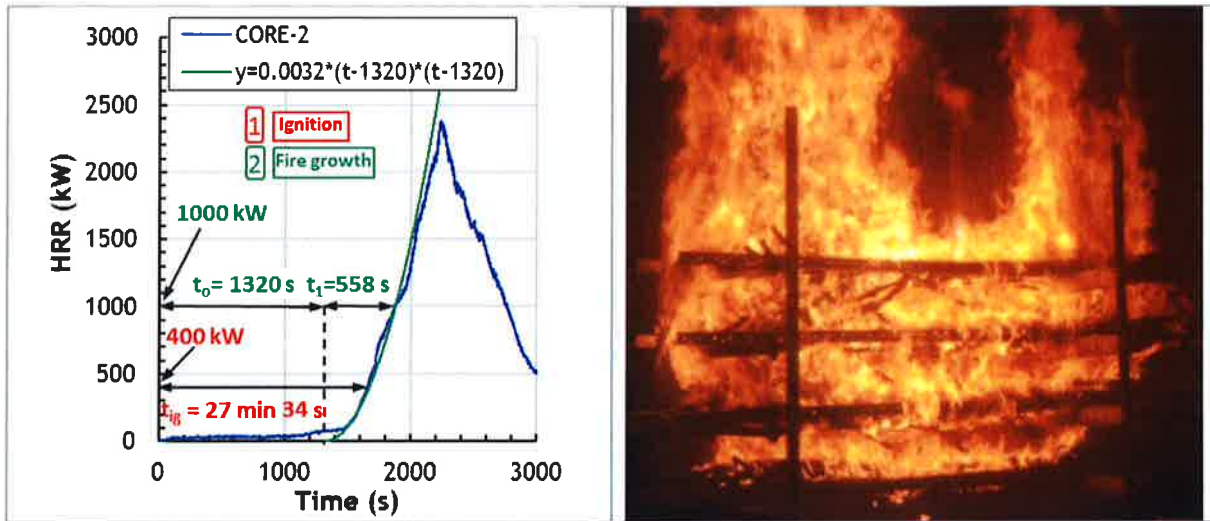 3000
2500
2000
1500
1000
500
0
HRR (kW)
CORE-2
y=0.0032*(t-1320)*(t-1320)
1 Ignition
2 Fire growth
1000 kW
to= 1320 s t1=558 s
400 kW
tig = 27 min 34 s
0 1000 2000 3000
Time (s)